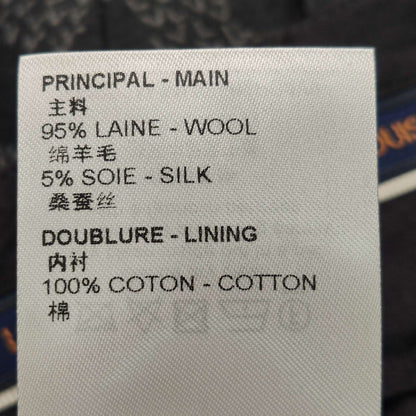 PRINCIPAL - MAIN
主料
95% LAINE - WOOL
绵羊毛
5% SOIE - SILK
桑蚕丝
DOUBLURE - LINING
内衬
100% COTON - COTTON
棉
OUIS